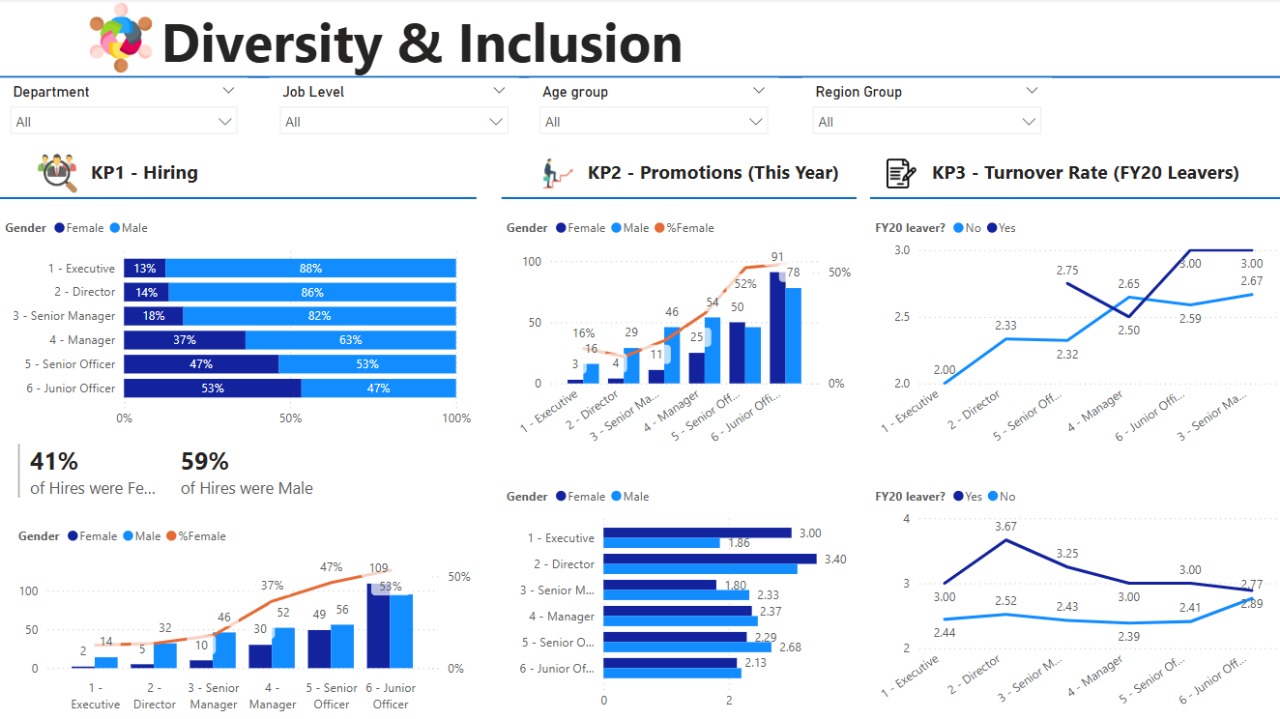 Diversity & Inclusion
Department
Job Level
Age group
Region Group
All
All
All
All
KP1 - Hiring
KP2 - Promotions (This Year)
KP3 - Turnover Rate (FY20 Leavers)
Gender Female Male
1 - Executive 13% 88%
2 - Director 14% 86%
3 - Senior Manager 18% 82%
4 - Manager 37% 63%
5 - Senior Officer 47% 53%
6 - Junior Officer 53% 47%
0% 50% 100%
41%
of Hires were Fe...
59%
of Hires were Male
Gender Female Male %Female
100
50
0
50%
0%
2 14 5 32 10 46 30 52 49 56 109
37% 47% 53%
1 -
Executive
2 -
Director
3 - Senior
Manager
4 -
Manager
5 - Senior
Officer
6 - Junior
Officer
Gender Female Male %Female
100
50
0
50%
0%
16% 52%
3 16 4 29 11 46 25 54 50 91 78
1 - Executive
2 - Director
3 - Senior Ma...
4 - Manager
5 - Senior Off...
6 - Junior Offi...
Gender Female Male
1 - Executive 3.00 1.86
2 - Director 3.40
3 - Senior M... 1.80 2.33
4 - Manager 2.37
5 - Senior O... 2.29 2.68
6 - Junior Of... 2.13
0 2
FY20 leaver? No Yes
3.0
2.5
2.0
2.75 2.50 3.00 3.00
2.00 2.33 2.32 2.65 2.59 2.67
1 - Executive
2 - Director
5 - Senior Off...
4 - Manager
6 - Junior Offi...
3 - Senior Ma...
FY20 leaver? Yes No
4
3
2
3.00 3.67 3.25 3.00 3.00 2.89
2.44 2.52 2.43 2.39 2.41 2.77
1 - Executive
2 - Director
3 - Senior M...
4 - Manager
5 - Senior Of...
6 - Junior Off...